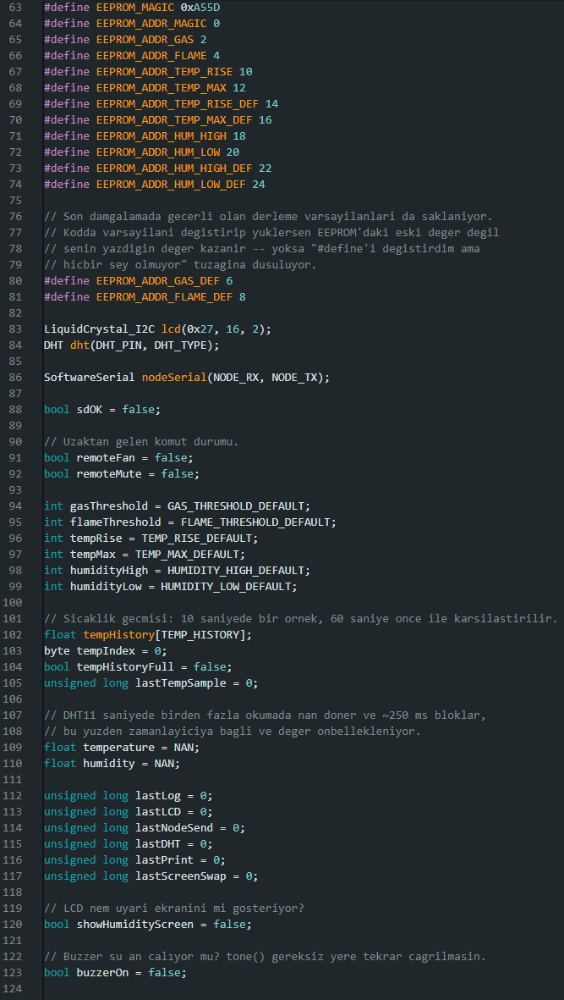 63 #define EEPROM_MAGIC 0xA55D
64 #define EEPROM_ADDR_MAGIC 0
65 #define EEPROM_ADDR_GAS 2
66 #define EEPROM_ADDR_FLAME 4
67 #define EEPROM_ADDR_TEMP_RISE 10
68 #define EEPROM_ADDR_TEMP_MAX 12
69 #define EEPROM_ADDR_TEMP_RISE_DEF 14
70 #define EEPROM_ADDR_TEMP_MAX_DEF 16
71 #define EEPROM_ADDR_HUM_HIGH 18
72 #define EEPROM_ADDR_HUM_LOW 20
73 #define EEPROM_ADDR_HUM_HIGH_DEF 22
74 #define EEPROM_ADDR_HUM_LOW_DEF 24
75
76 // Son damgalamada gecerli olan derleme varsayilanlari da saklaniyor.
77 // Kodda varsayilani degistirip yuklersen EEPROM'daki eski deger degil
78 // senin yazdigin deger kazanir -- yoksa "#define'i degistirdim ama
79 // hicbir sey olmuyor" tuzagina dusuluyor.
80 #define EEPROM_ADDR_GAS_DEF 6
81 #define EEPROM_ADDR_FLAME_DEF 8
82
83 LiquidCrystal_I2C lcd(0x27, 16, 2);
84 DHT dht(DHT_PIN, DHT_TYPE);
85
86 SoftwareSerial nodeSerial(NODE_RX, NODE_TX);
87
88 bool sdOK = false;
89
90 // Uzaktan gelen komut durumu.
91 bool remoteFan = false;
92 bool remoteMute = false;
93
94 int gasThreshold = GAS_THRESHOLD_DEFAULT;
95 int flameThreshold = FLAME_THRESHOLD_DEFAULT;
96 int tempRise = TEMP_RISE_DEFAULT;
97 int tempMax = TEMP_MAX_DEFAULT;
98 int humidityHigh = HUMIDITY_HIGH_DEFAULT;
99 int humidityLow = HUMIDITY_LOW_DEFAULT;
100
101 // Sicaklik gecmisi: 10 saniyede bir ornek, 60 saniye once ile karsilastirilir.
102 float tempHistory[TEMP_HISTORY];
103 byte tempIndex = 0;
104 bool tempHistoryFull = false;
105 unsigned long lastTempSample = 0;
106
107 // DHT11 saniyede birden fazla okumada nan doner ve ~250 ms bloklar,
108 // bu yuzden zamanlayiciya bagli ve deger onbellekleniyor.
109 float temperature = NAN;
110 float humidity = NAN;
111
112 unsigned long lastLog = 0;
113 unsigned long lastLCD = 0;
114 unsigned long lastNodeSend = 0;
115 unsigned long lastDHT = 0;
116 unsigned long lastPrint = 0;
117 unsigned long lastScreenSwap = 0;
118
119 // LCD nem uyari ekranini mi gosteriyor?
120 bool showHumidityScreen = false;
121
122 // Buzzer su an calıyor mu? tone() gereksiz yere tekrar cagrilmasin.
123 bool buzzerOn = false;
124